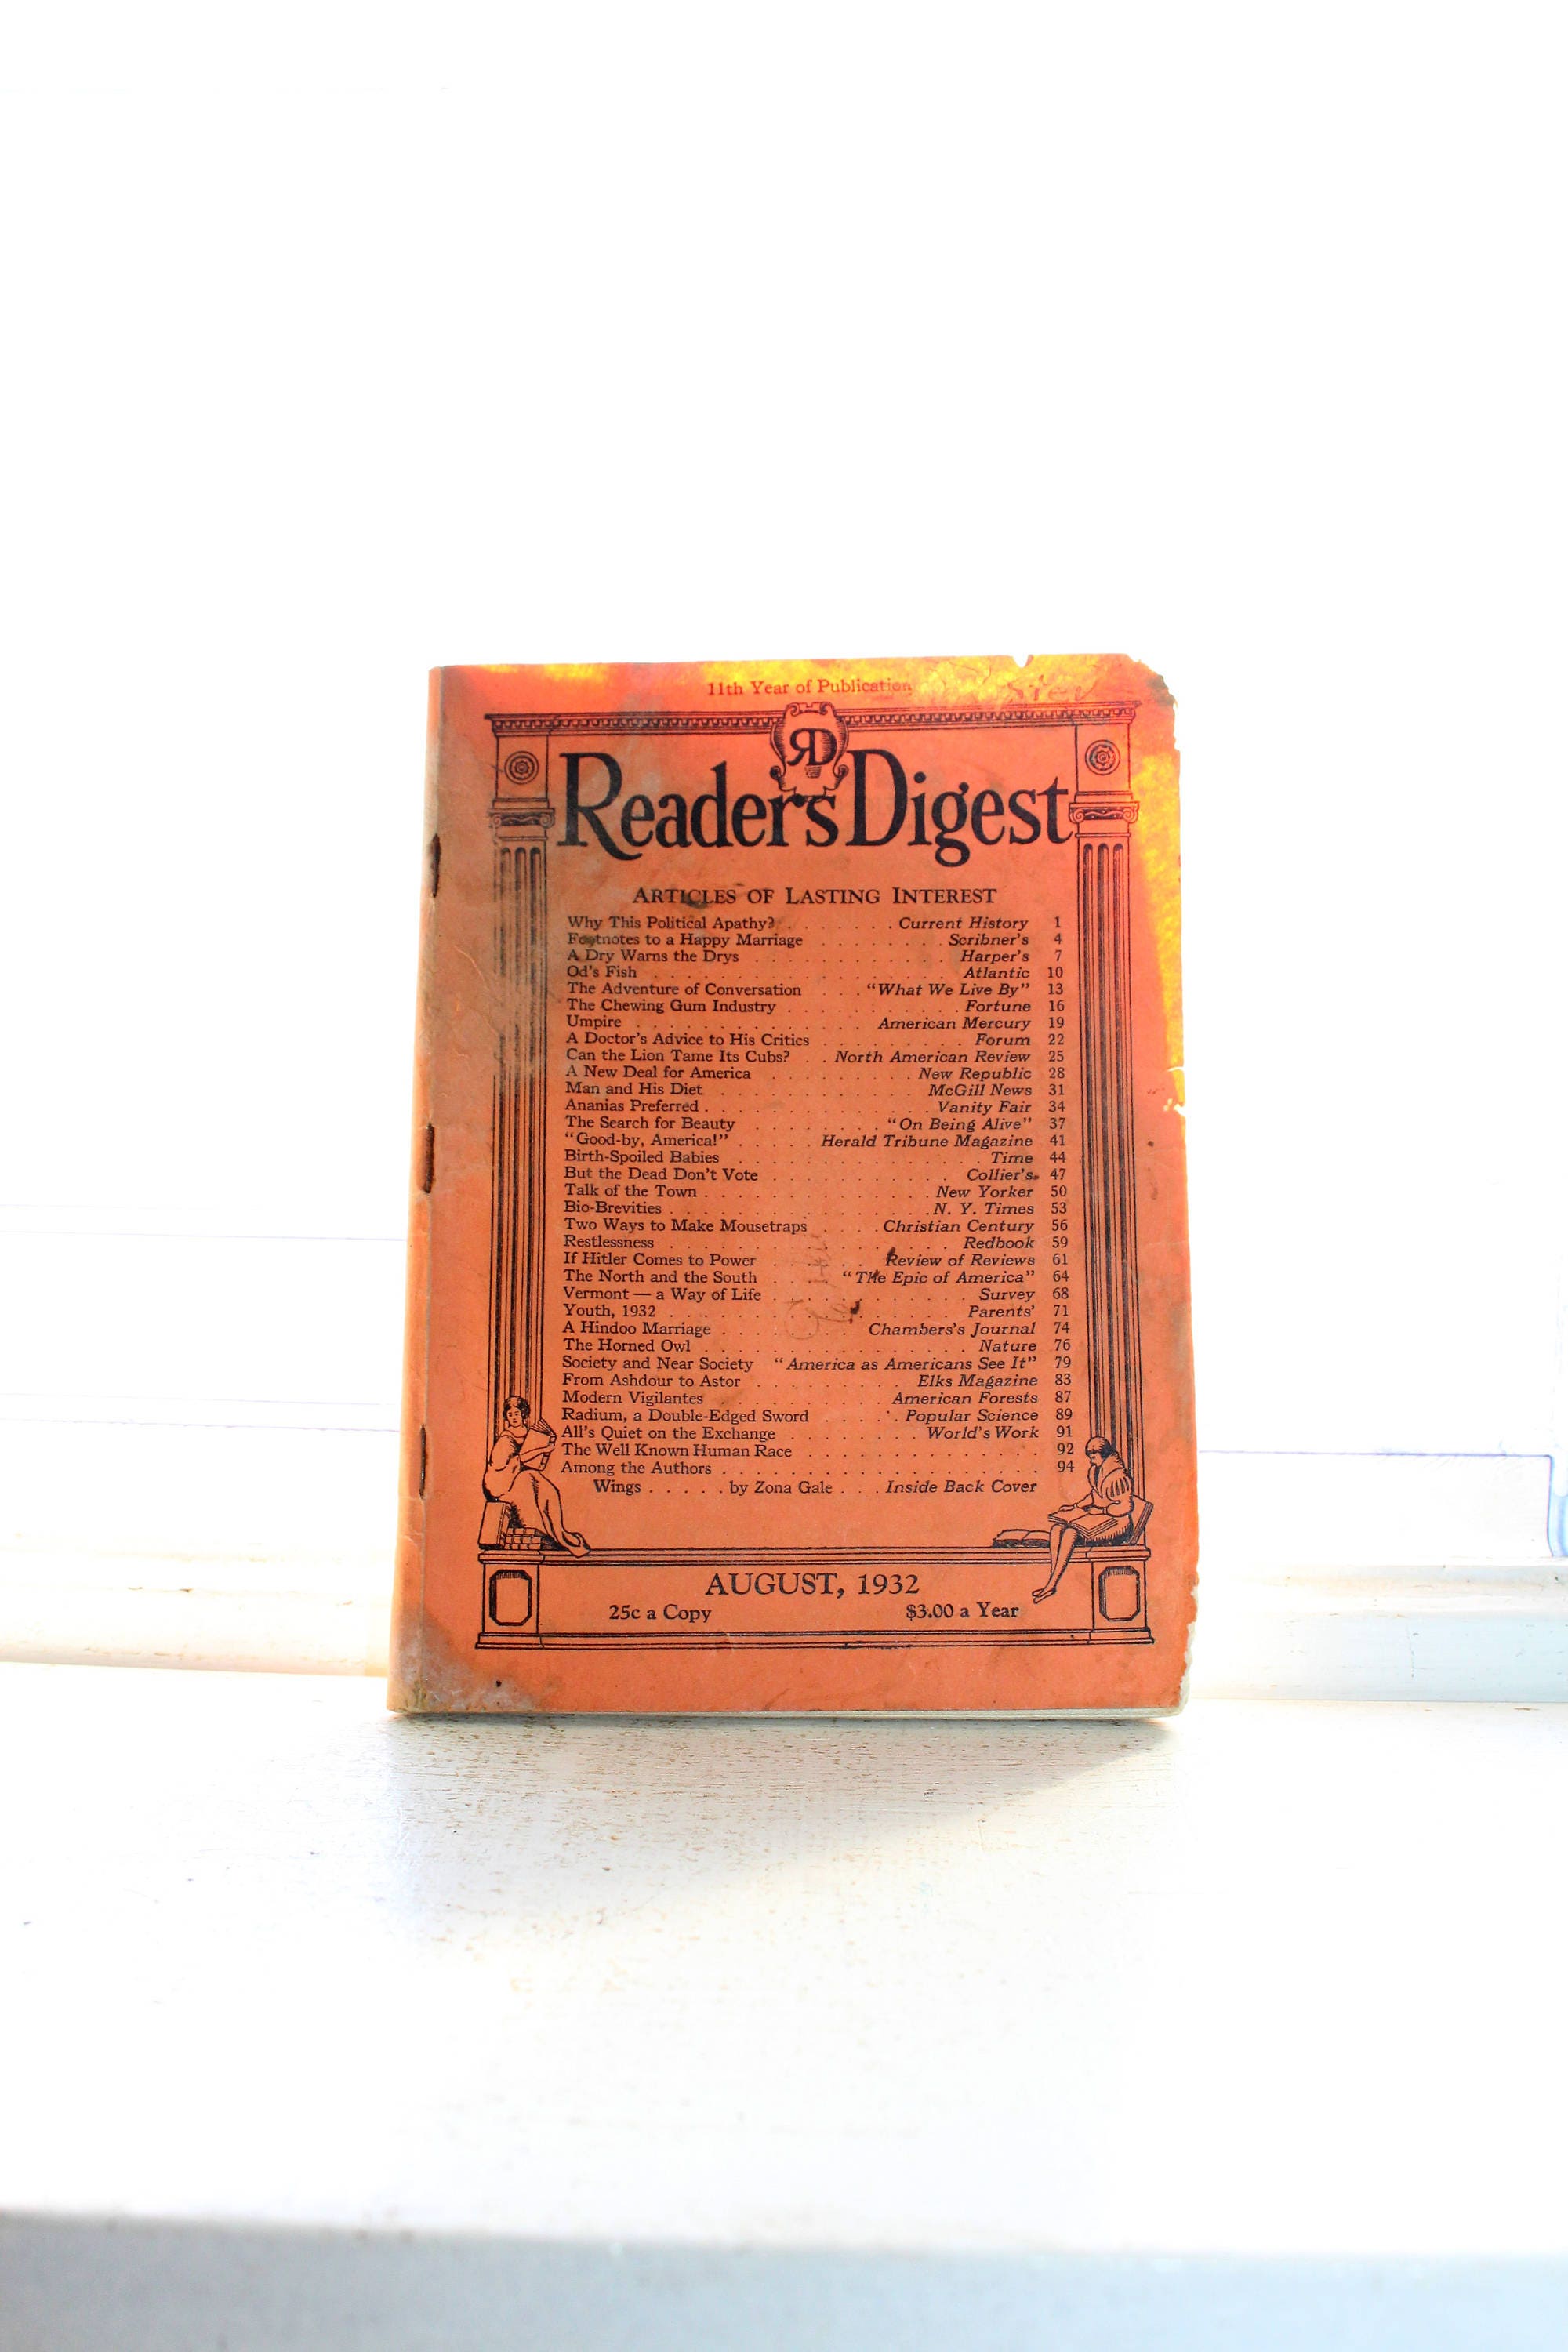 11th Year of Publication
RD
Reader's Digest
ARTICLES OF LASTING INTEREST
Why This Political Apathy? . . . . . . . Current History 1
Footnotes to a Happy Marriage . . . . . . . . Scribner's 4
A Dry Warns the Drys . . . . . . . . . . . . Harper's 7
Od's Fish . . . . . . . . . . . . . . . . . Atlantic 10
The Adventure of Conversation . . . "What We Live By" 13
The Chewing Gum Industry . . . . . . . . . . . Fortune 16
Umpire . . . . . . . . . . . . . American Mercury 19
A Doctor's Advice to His Critics . . . . . . . . . Forum 22
Can the Lion Tame Its Cubs? . . North American Review 25
A New Deal for America . . . . . . . . . New Republic 28
Man and His Diet . . . . . . . . . . . . McGill News 31
Ananias Preferred . . . . . . . . . . . . . Vanity Fair 34
The Search for Beauty . . . . . . . . "On Being Alive" 37
"Good-by, America!" . . . . . Herald Tribune Magazine 41
Birth-Spoiled Babies . . . . . . . . . . . . . . . Time 44
But the Dead Don't Vote . . . . . . . . . . . Collier's 47
Talk of the Town . . . . . . . . . . . . . New Yorker 50
Bio-Brevities . . . . . . . . . . . . . . . N. Y. Times 53
Two Ways to Make Mousetraps . . . . Christian Century 56
Restlessness . . . . . . . . . . . . . . . . Redbook 59
If Hitler Comes to Power . . . . . . Review of Reviews 61
The North and the South . . . . "The Epic of America" 64
Vermont — a Way of Life . . . . . . . . . . . . Survey 68
Youth, 1932 . . . . . . . . . . . . . . . . . Parents' 71
A Hindoo Marriage . . . . . . . . Chambers's Journal 74
The Horned Owl . . . . . . . . . . . . . . . Nature 76
Society and Near Society "America as Americans See It" 79
From Ashdour to Astor . . . . . . . . . Elks Magazine 83
Modern Vigilantes . . . . . . . . . . American Forests 87
Radium, a Double-Edged Sword . . . . . Popular Science 89
All's Quiet on the Exchange . . . . . . . . World's Work 91
The Well Known Human Race . . . . . . . . . . . . . 92
Among the Authors . . . . . . . . . . . . . . . . . 94
Wings . . . . . by Zona Gale . . . Inside Back Cover
AUGUST, 1932
25c a Copy $3.00 a Year